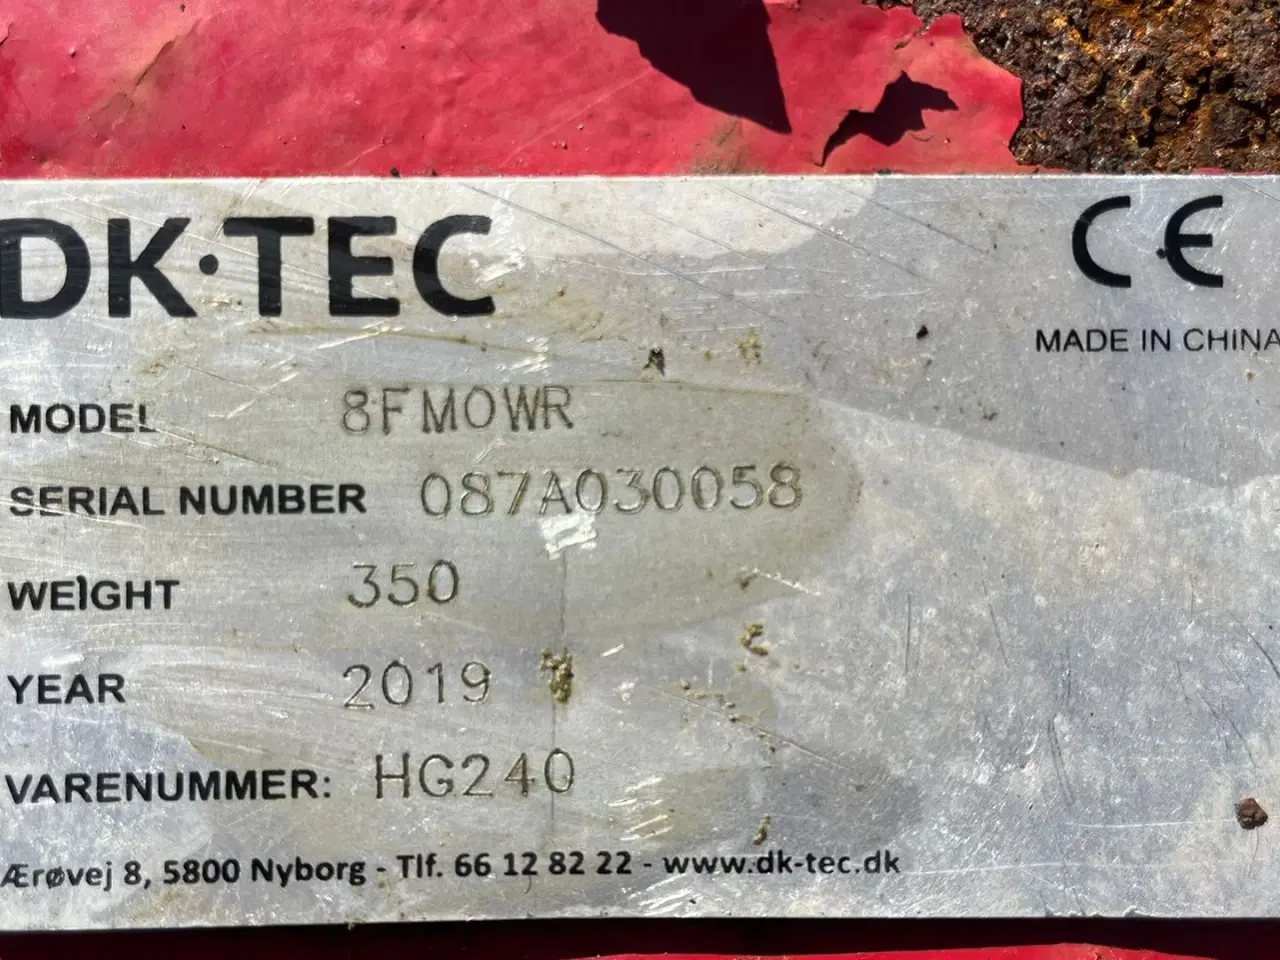 DK·TEC
CE
MADE IN CHINA
MODEL 8FMOWR
SERIAL NUMBER 087A030058
WEIGHT 350
YEAR 2019
VARENUMMER: HG240
Ærøvej 8, 5800 Nyborg - Tlf. 66 12 82 22 - www.dk-tec.dk